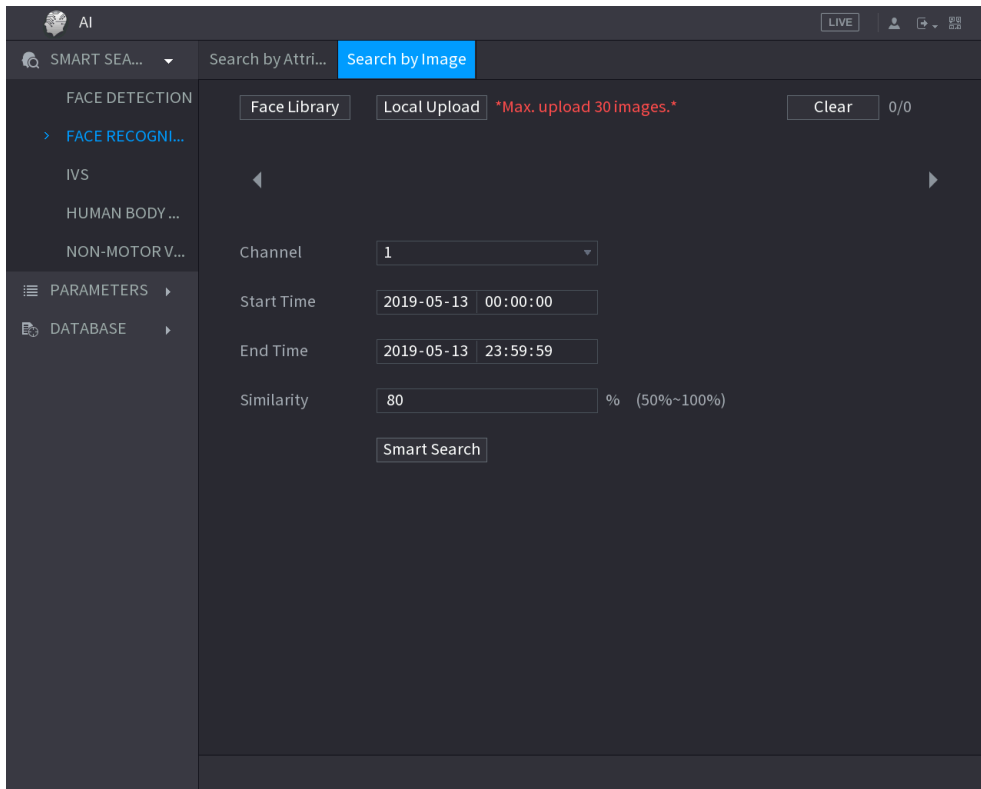 AI LIVE
SMART SEA... Search by Attri... Search by Image
FACE DETECTION
Face Library Local Upload *Max. upload 30 images.* Clear 0/0
> FACE RECOGNI...
IVS
HUMAN BODY ...
NON-MOTOR V...
PARAMETERS
DATABASE
Channel 1
Start Time 2019-05-13 00:00:00
End Time 2019-05-13 23:59:59
Similarity 80 % (50%~100%)
Smart Search